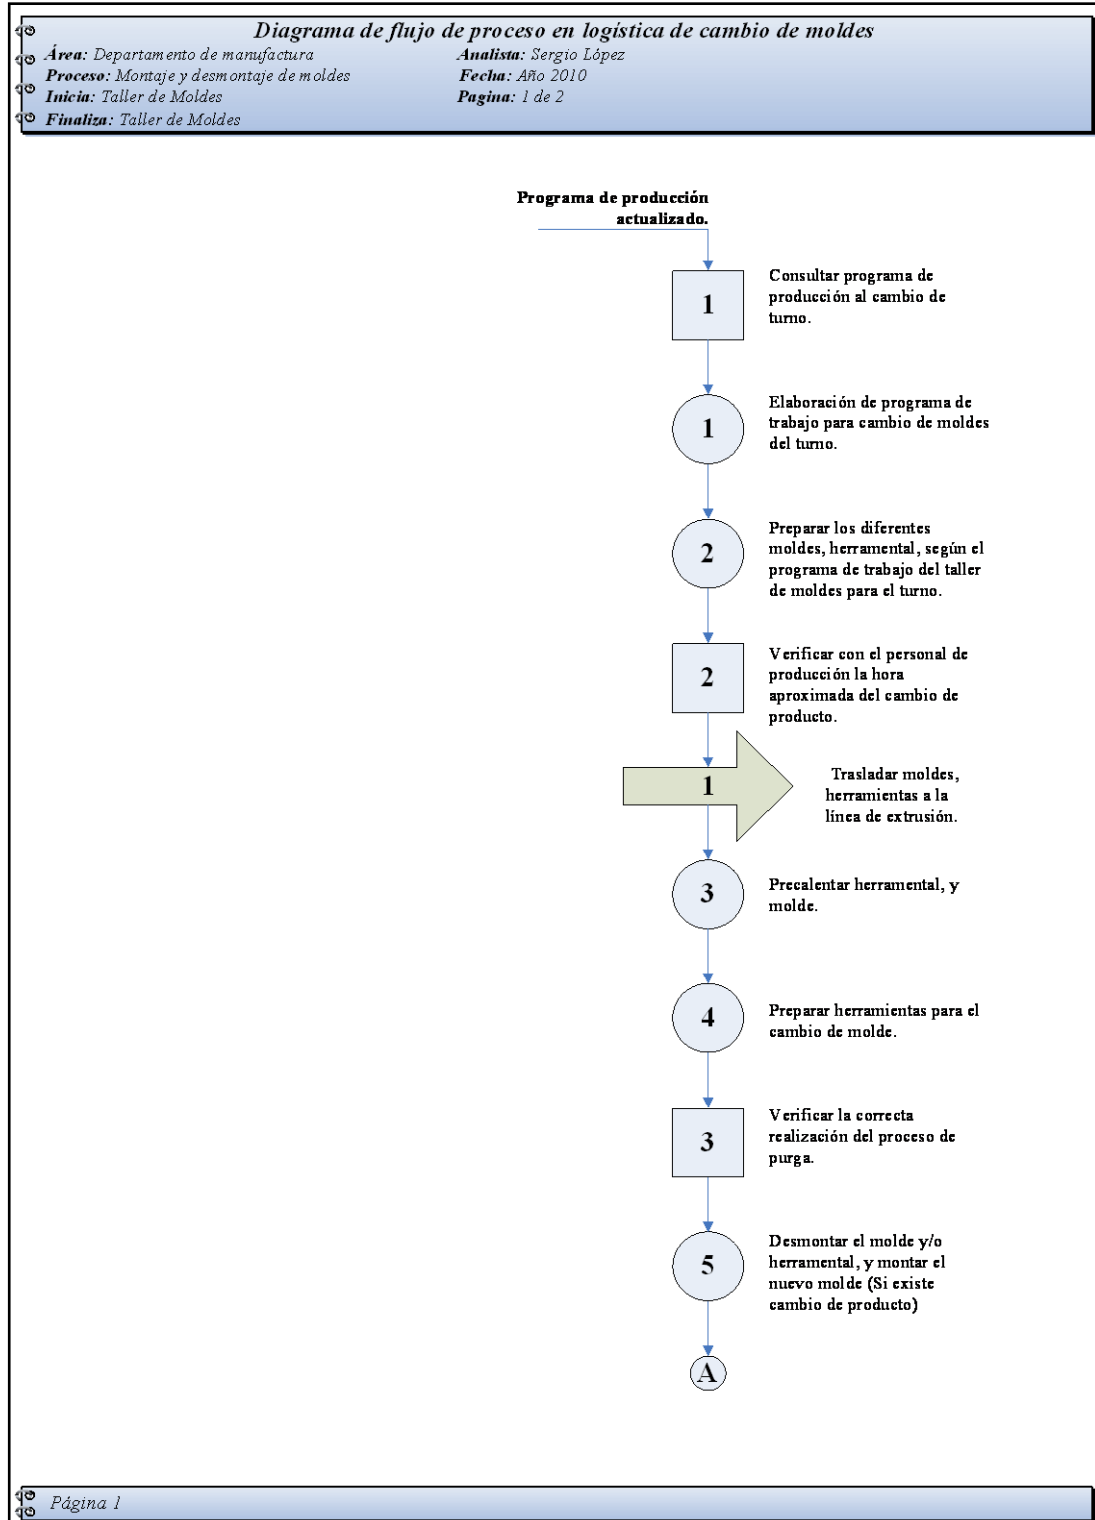 Diagrama de flujo de proceso en logística de cambio de moldes
Área: Departamento de manufactura
Analista: Sergio López
Proceso: Montaje y desmontaje de moldes
Fecha: Año 2010
Inicia: Taller de Moldes
Pagina: 1 de 2
Finaliza: Taller de Moldes
Programa de producción
actualizado.
1
Consultar programa de
producción al cambio de
turno.
1
Elaboración de programa de
trabajo para cambio de moldes
del turno.
2
Preparar los diferentes
moldes, herramental, según el
programa de trabajo del taller
de moldes para el turno.
2
Verificar con el personal de
producción la hora
aproximada del cambio de
producto.
1
Trasladar moldes,
herramientas a la
línea de extrusión.
3
Precalentar herramental, y
molde.
4
Preparar herramientas para el
cambio de molde.
3
Verificar la correcta
realización del proceso de
purga.
5
Desmontar el molde y/o
herramental, y montar el
nuevo molde (Si existe
cambio de producto)
A
Página 1